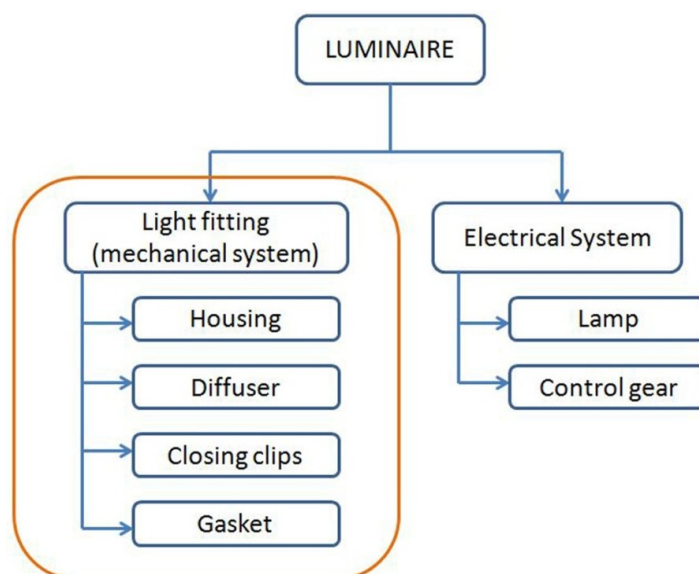 LUMINAIRE
Light fitting
(mechanical system)
Housing
Diffuser
Closing clips
Gasket
Electrical System
Lamp
Control gear